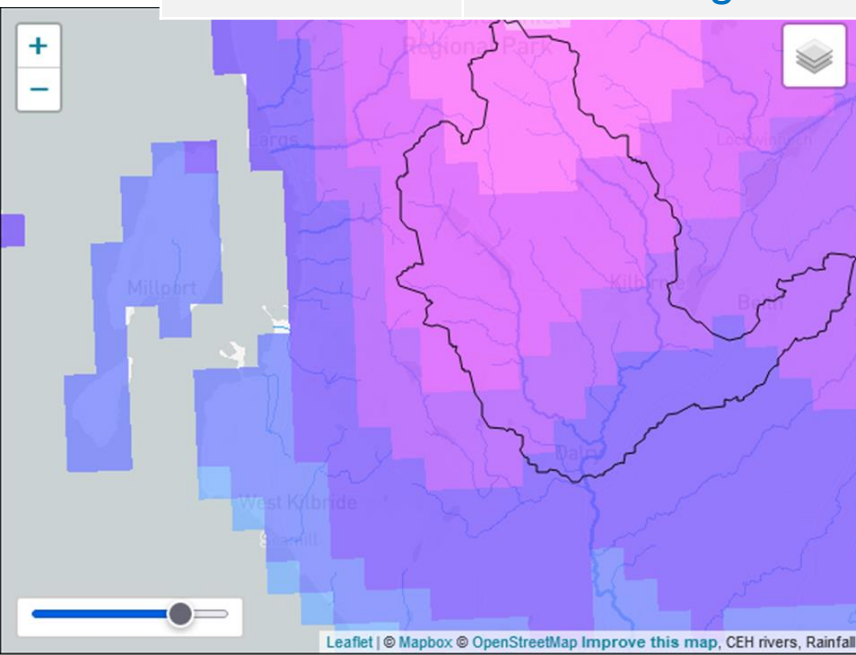 Regional Park
+
−
Largs
Lochwinnoch
Millport
Kilbirnie
Beith
Dalry
West Kilbride
Seamill
Leaflet | © Mapbox © OpenStreetMap Improve this map, CEH rivers, Rainfall